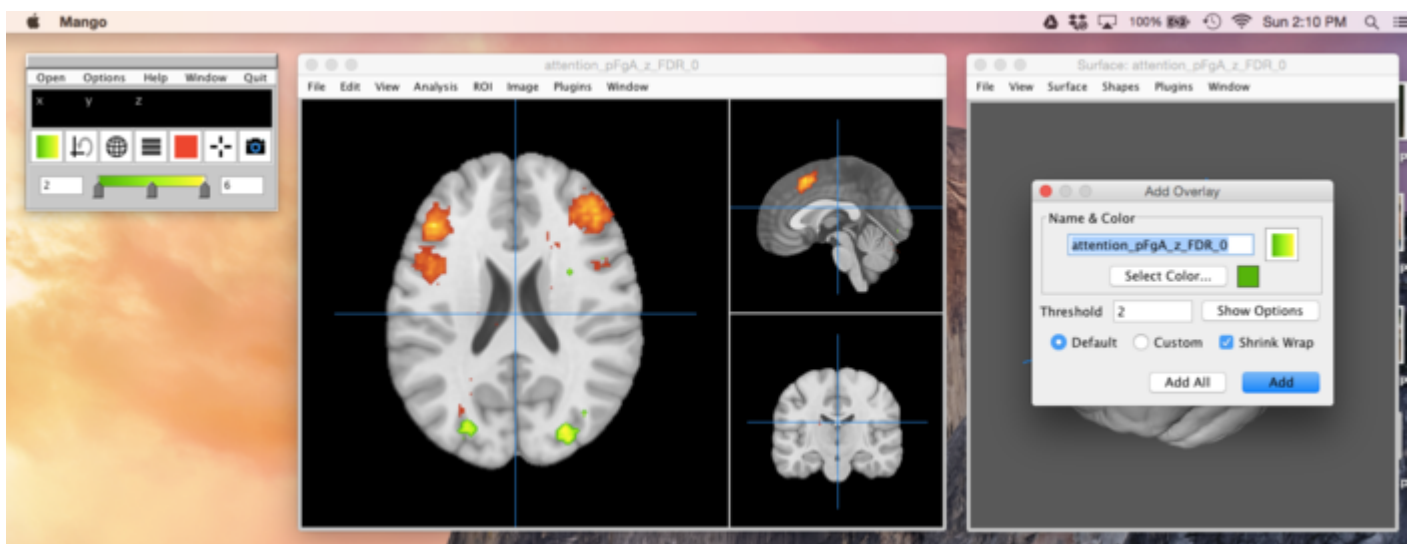 Mango
100% Sun 2:10 PM
Open Options Help Window Quit
x y z
2 6
attention_pFgA_z_FDR_0
File Edit View Analysis ROI Image Plugins Window
Surface: attention_pFgA_z_FDR_0
File View Surface Shapes Plugins Window
Add Overlay
Name & Color
attention_pFgA_z_FDR_0
Select Color...
Threshold 2 Show Options
Default Custom Shrink Wrap
Add All Add